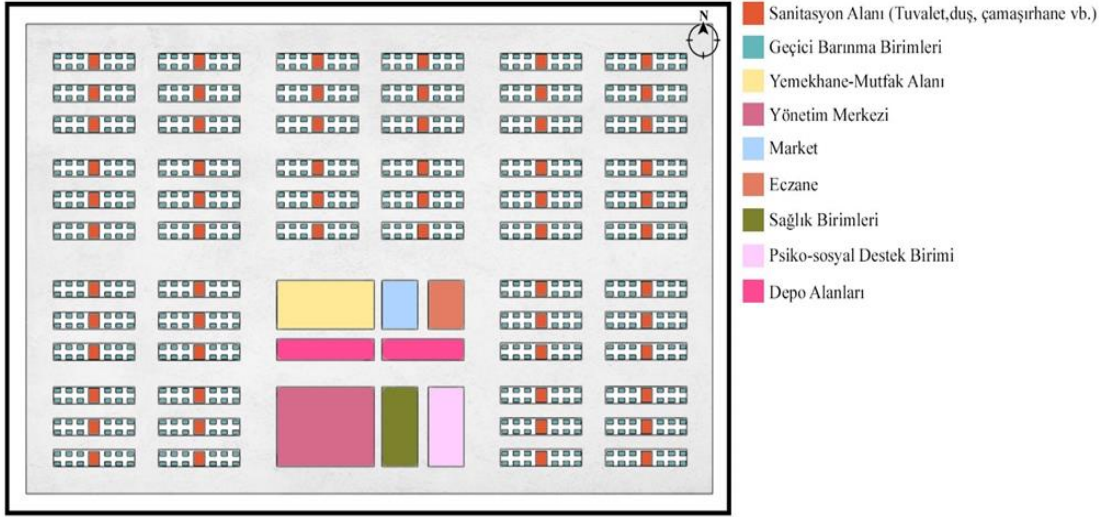 N
Sanitasyon Alanı (Tuvalet,duş, çamaşırhane vb.)
Geçici Barınma Birimleri
Yemekhane-Mutfak Alanı
Yönetim Merkezi
Market
Eczane
Sağlık Birimleri
Psiko-sosyal Destek Birimi
Depo Alanları